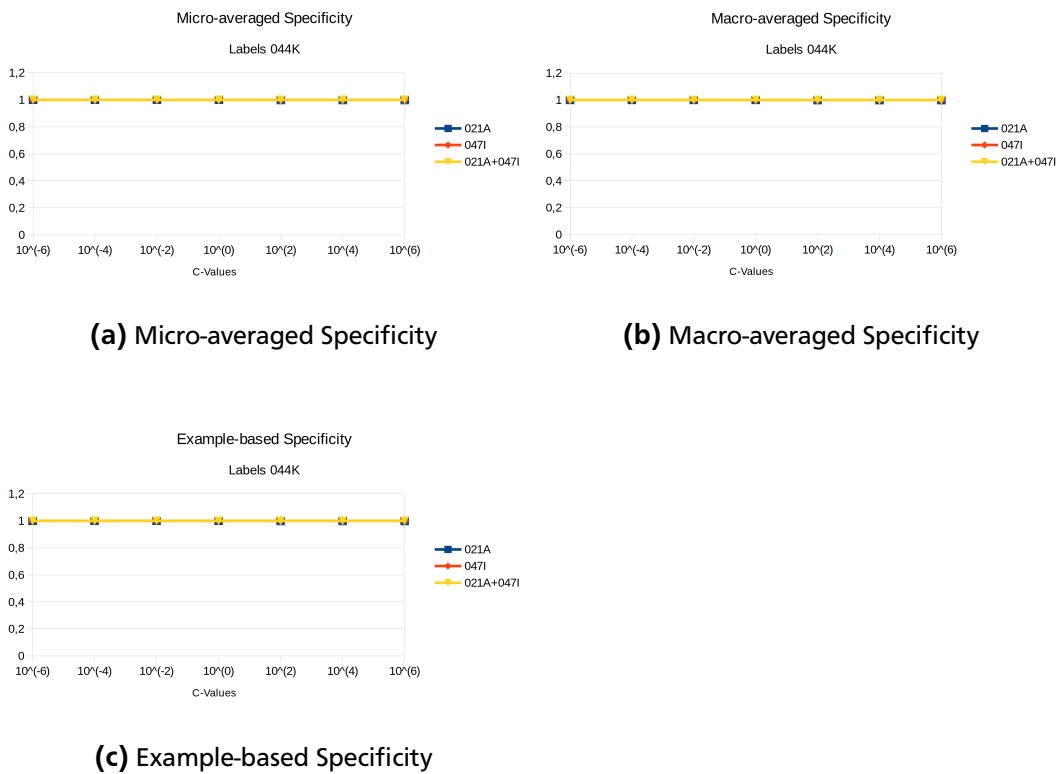 Micro-averaged Specificity
Labels 044K
1,2
1
0,8
0,6
0,4
0,2
0
10^(-6) 10^(-4) 10^(-2) 10^(0) 10^(2) 10^(4) 10^(6)
C-Values
021A
047I
021A+047I
(a) Micro-averaged Specificity
Macro-averaged Specificity
Labels 044K
1,2
1
0,8
0,6
0,4
0,2
0
10^(-6) 10^(-4) 10^(-2) 10^(0) 10^(2) 10^(4) 10^(6)
C-Values
021A
047I
021A+047I
(b) Macro-averaged Specificity
Example-based Specificity
Labels 044K
1,2
1
0,8
0,6
0,4
0,2
0
10^(-6) 10^(-4) 10^(-2) 10^(0) 10^(2) 10^(4) 10^(6)
C-Values
021A
047I
021A+047I
(c) Example-based Specificity